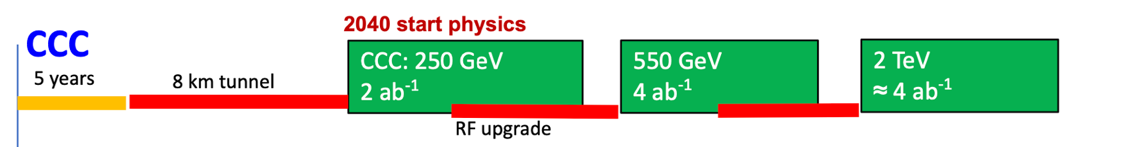 2040 start physics
CCC
5 years
8 km tunnel
CCC: 250 GeV
2 ab⁻¹
RF upgrade
550 GeV
4 ab⁻¹
2 TeV
≈ 4 ab⁻¹